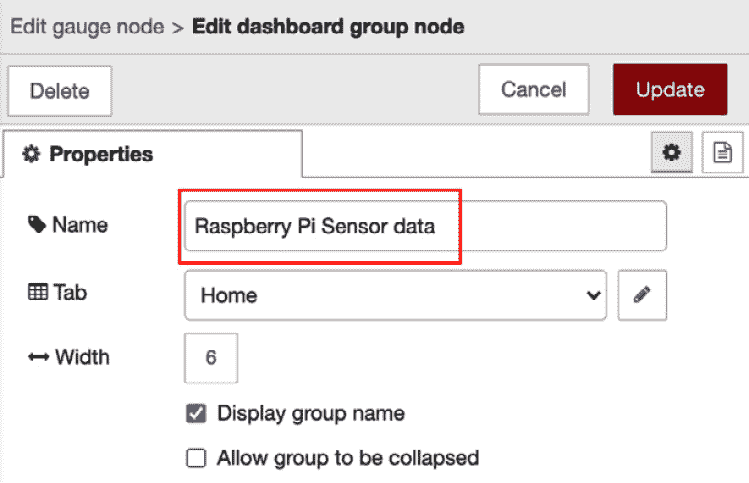 Edit gauge node > Edit dashboard group node
Delete
Cancel
Update
Properties
Name
Raspberry Pi Sensor data
Tab
Home
Width
6
Display group name
Allow group to be collapsed